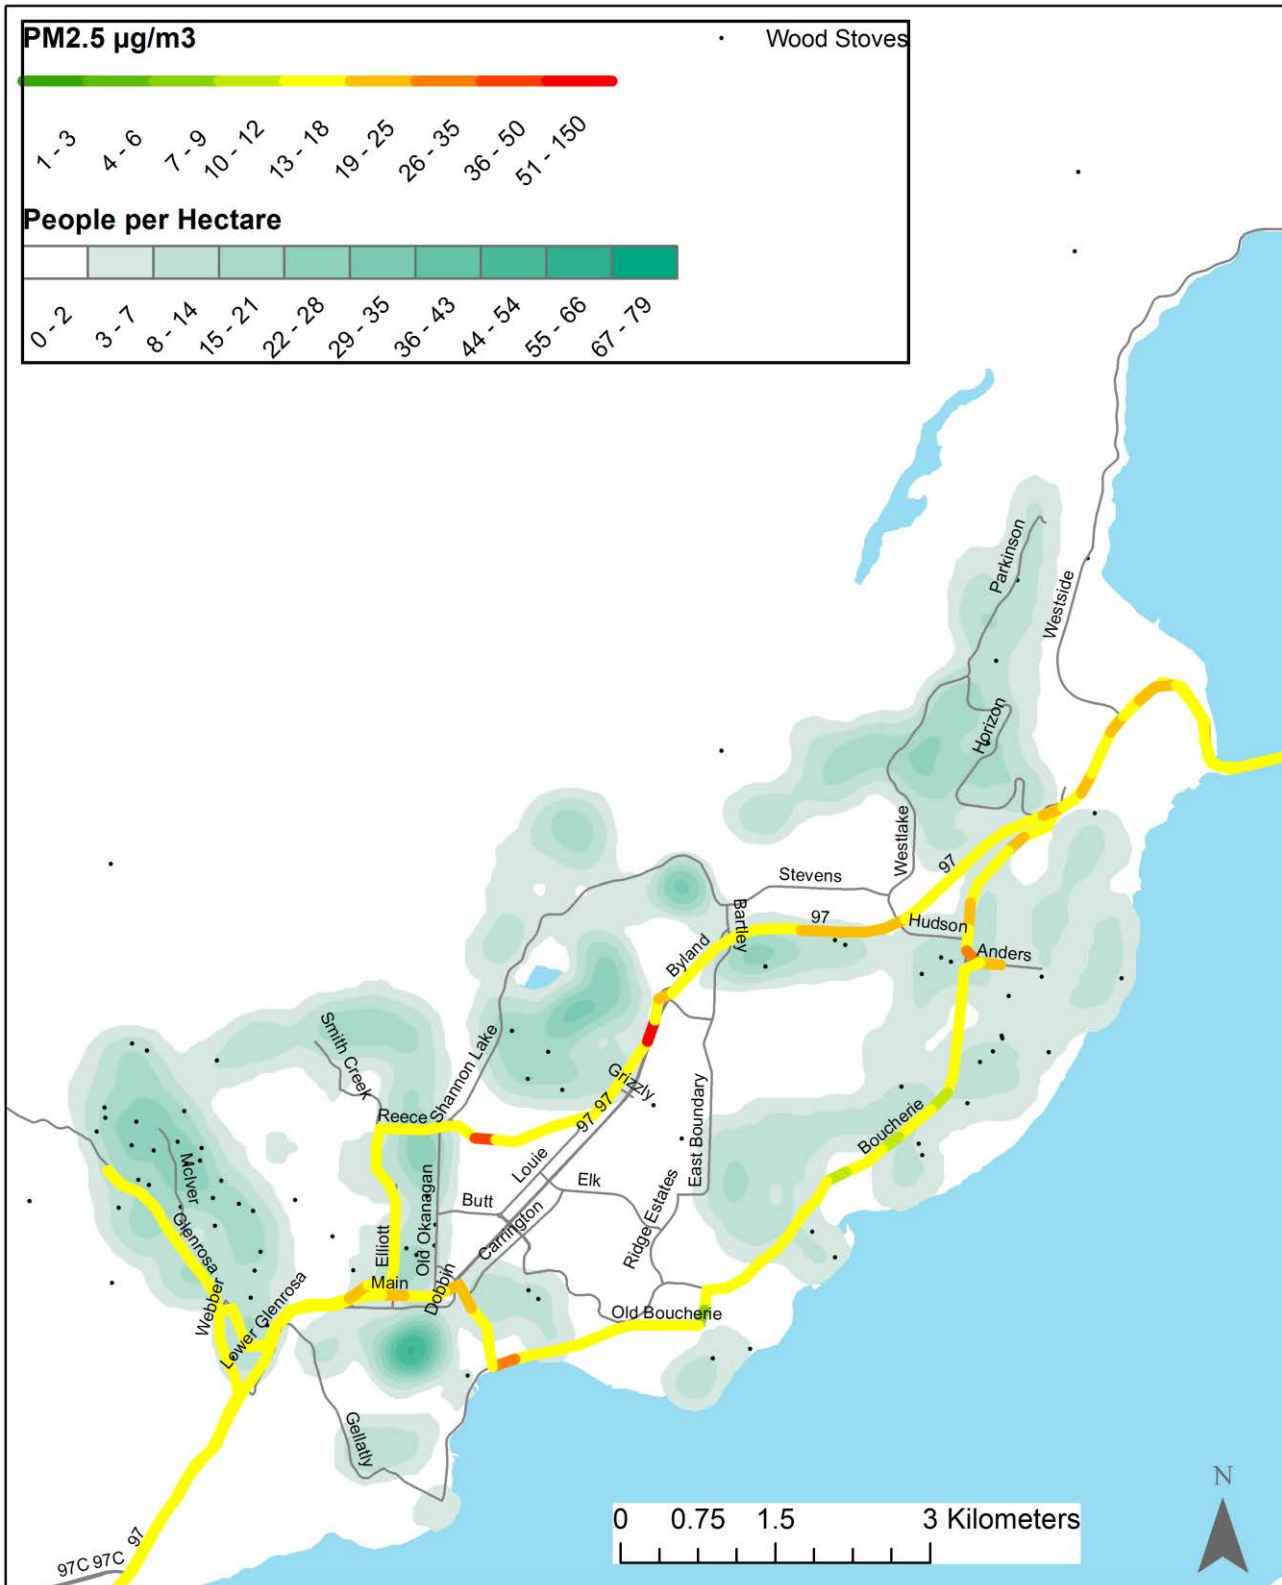 PM2.5 µg/m3
Wood Stoves
1 - 3
4 - 6
7 - 9
10 - 12
13 - 18
19 - 25
26 - 35
36 - 50
51 - 150
People per Hectare
0 - 2
3 - 7
8 - 14
15 - 21
22 - 28
29 - 35
36 - 43
44 - 54
55 - 66
67 - 79
Parkinson
Westside
Horizon
Westlake
97
Stevens
Bartley
97
Hudson
Byland
Anders
Smith Creek
Shannon Lake
Grizzly
Reece
97 97
East Boundary
Boucherie
McIver
Louie
Elk
Old Okanagan
Butt
Carrington
Ridge Estates
Glenrosa
Elliott
Main
Dobbin
Webber
Lower Glenrosa
Old Boucherie
Gellatly
97
97C 97C
N
0 0.75 1.5 3 Kilometers